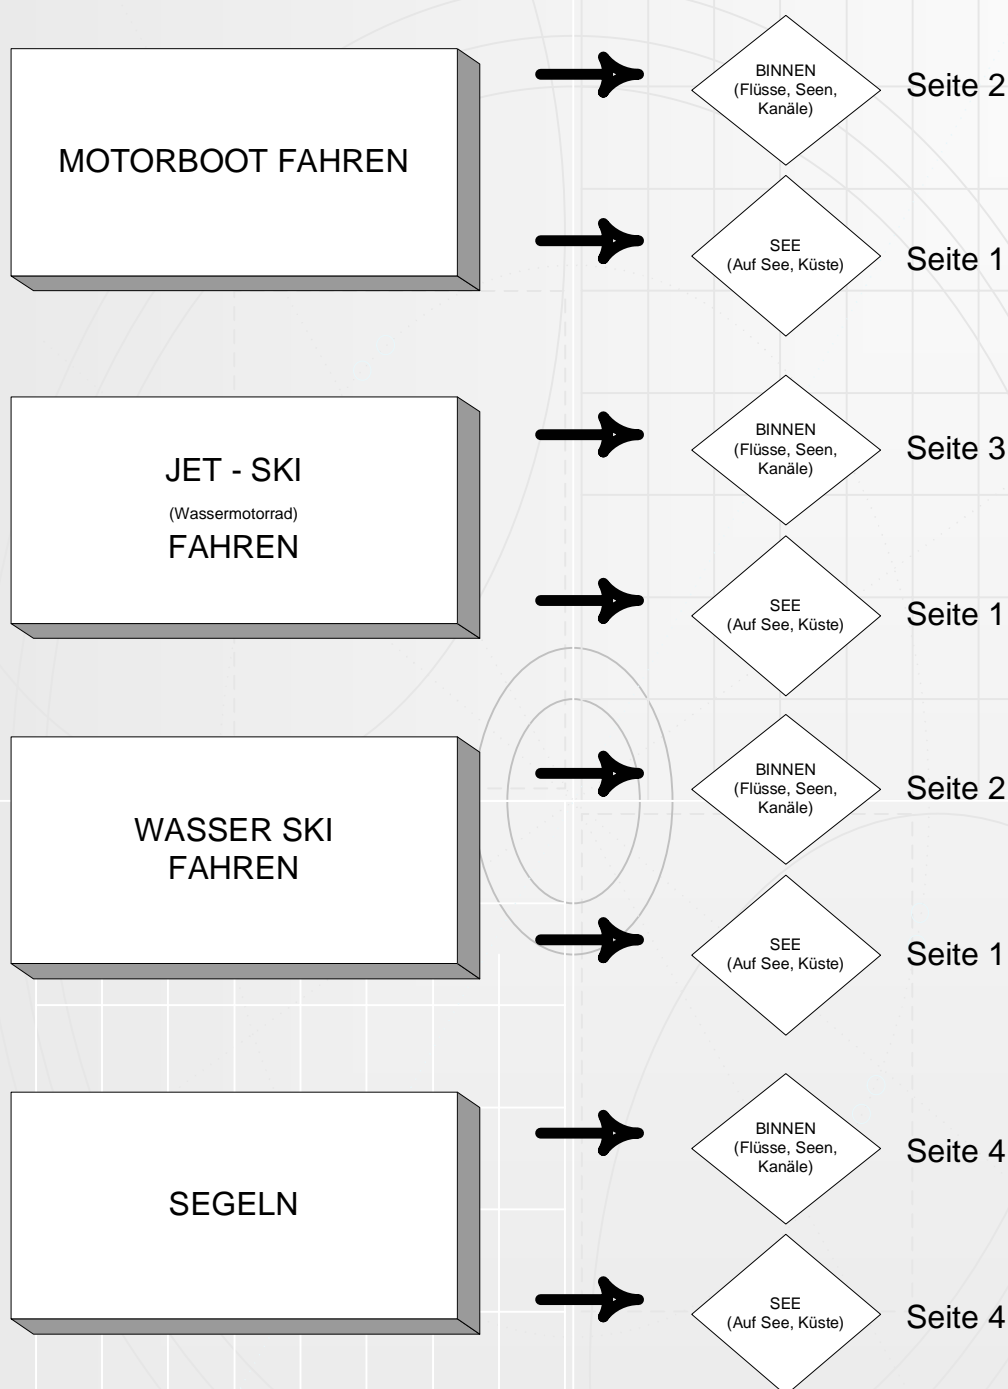 MOTORBOOT FAHREN
BINNEN
(Flüsse, Seen,
Kanäle)
Seite 2
SEE
(Auf See, Küste)
Seite 1
JET - SKI
(Wassermotorrad)
FAHREN
BINNEN
(Flüsse, Seen,
Kanäle)
Seite 3
SEE
(Auf See, Küste)
Seite 1
WASSER SKI
FAHREN
BINNEN
(Flüsse, Seen,
Kanäle)
Seite 2
SEE
(Auf See, Küste)
Seite 1
SEGELN
BINNEN
(Flüsse, Seen,
Kanäle)
Seite 4
SEE
(Auf See, Küste)
Seite 4